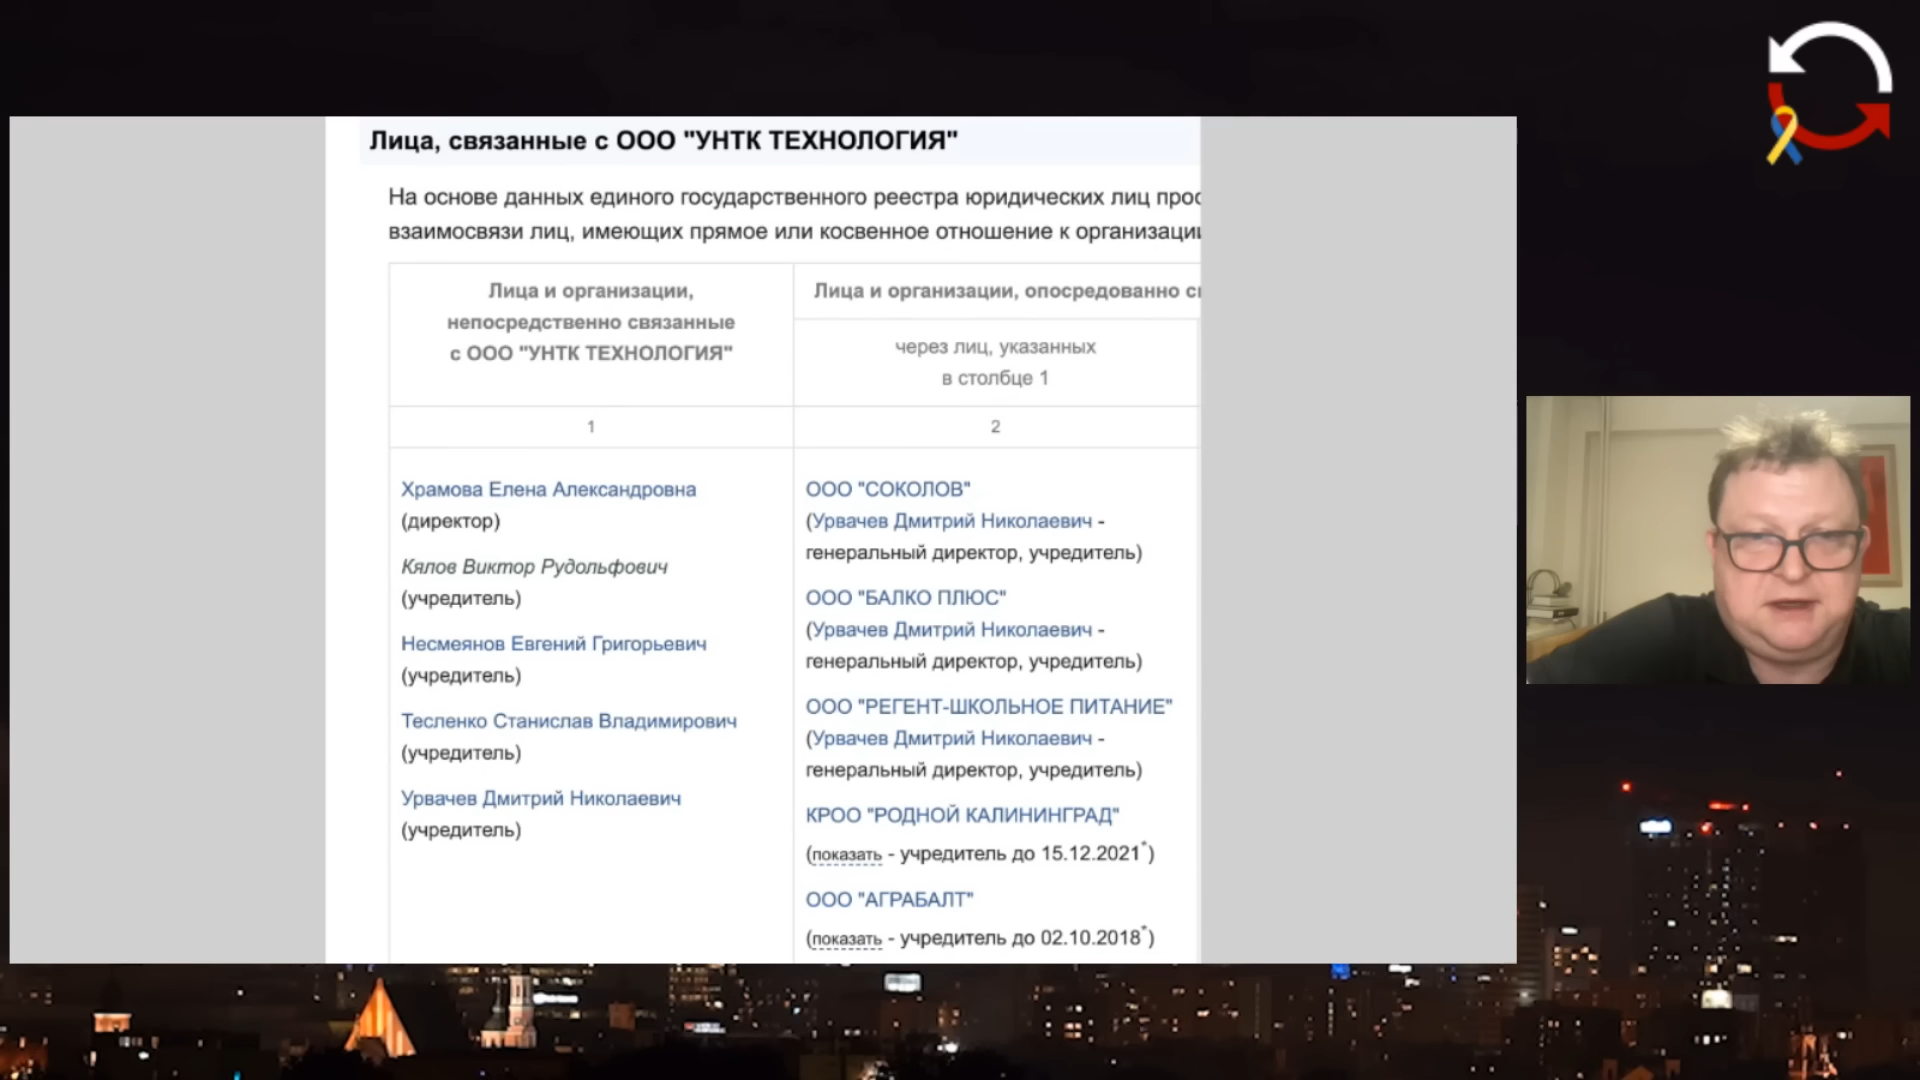 Лица, связанные с ООО "УНТК ТЕХНОЛОГИЯ"
На основе данных единого государственного реестра юридических лиц
взаимосвязи лиц, имеющих прямое или косвенное отношение к
Лица и организации,
непосредственно связанные
с ООО "УНТК ТЕХНОЛОГИЯ"
Лица и организации, опосредованно
через лиц, указанных
в столбце 1
1
2
Храмова Елена Александровна
(директор)
Кялов Виктор Рудольфович
(учредитель)
Несмеянов Евгений Григорьевич
(учредитель)
Тесленко Станислав Владимирович
(учредитель)
Урвачев Дмитрий Николаевич
(учредитель)
ООО "СОКОЛОВ"
(Урвачев Дмитрий Николаевич -
генеральный директор, учредитель)
ООО "БАЛКО ПЛЮС"
(Урвачев Дмитрий Николаевич -
генеральный директор, учредитель)
ООО "РЕГЕНТ-ШКОЛЬНОЕ ПИТАНИЕ"
(Урвачев Дмитрий Николаевич -
генеральный директор, учредитель)
КРОО "РОДНОЙ КАЛИНИНГРАД"
(показать - учредитель до 15.12.2021*)
ООО "АГРАБАЛТ"
(показать - учредитель до 02.10.2018*)